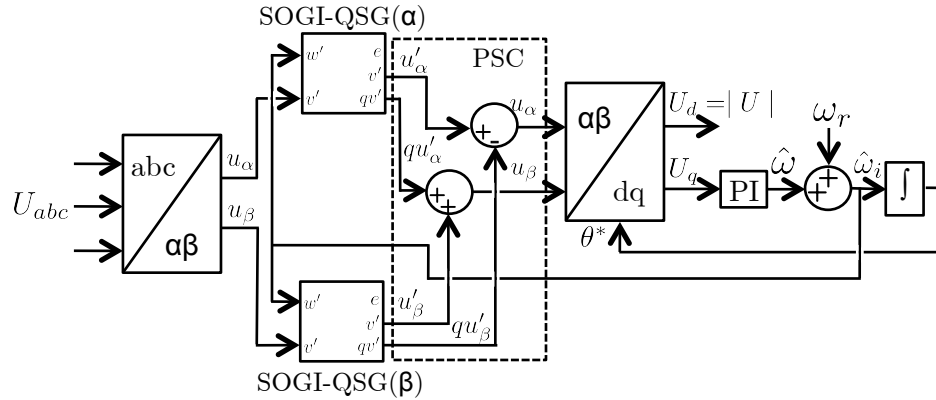 SOGI-QSG(α)
w′
e
v′
v′
qv′
u′α
qu′α
PSC
uα
uβ
+
-
+
+
abc
αβ
Uabc
uα
uβ
αβ
dq
Ud =| U |
Uq
θ*
PI
ω̂
ωr
+
+
ω̂i
∫
w′
e
v′
v′
qv′
u′β
qu′β
SOGI-QSG(β)